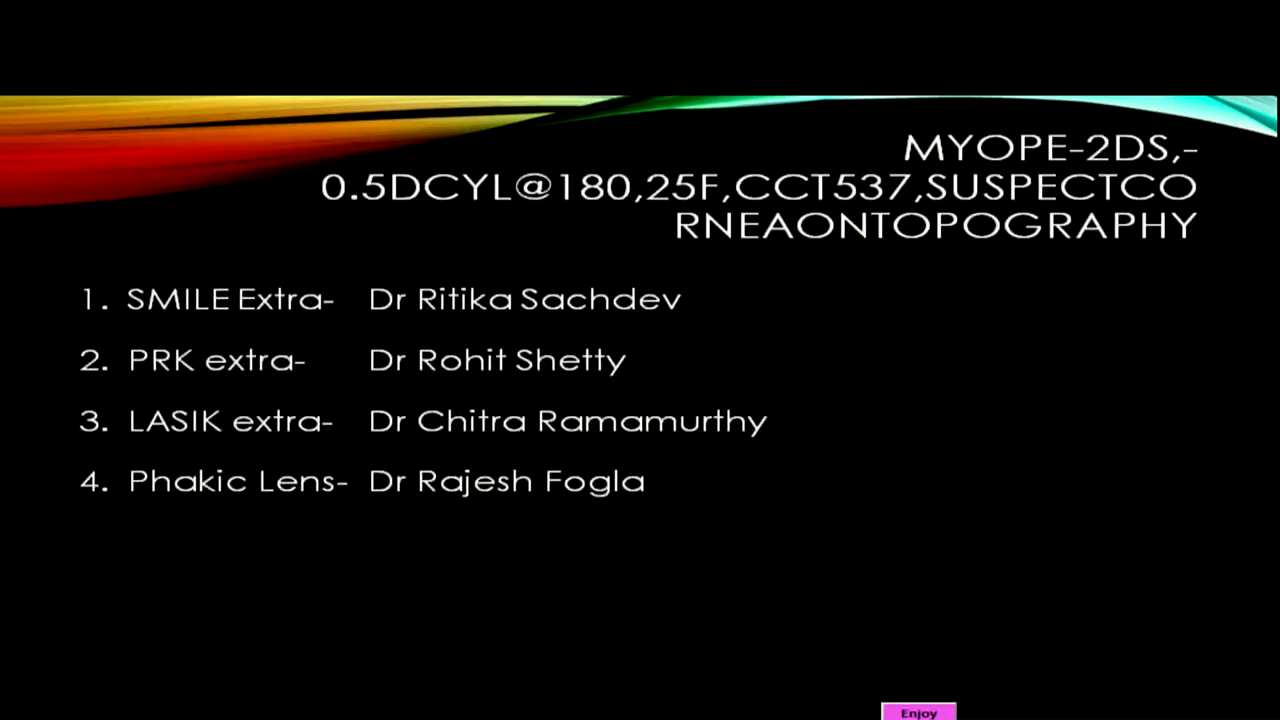 MYOPE-2DS,-
0.5DCYL@180,25F,CCT537,SUSPECTCO
RNEAONTOPOGRAPHY
1. SMILE Extra- Dr Ritika Sachdev
2. PRK extra- Dr Rohit Shetty
3. LASIK extra- Dr Chitra Ramamurthy
4. Phakic Lens- Dr Rajesh Fogla
Enjoy